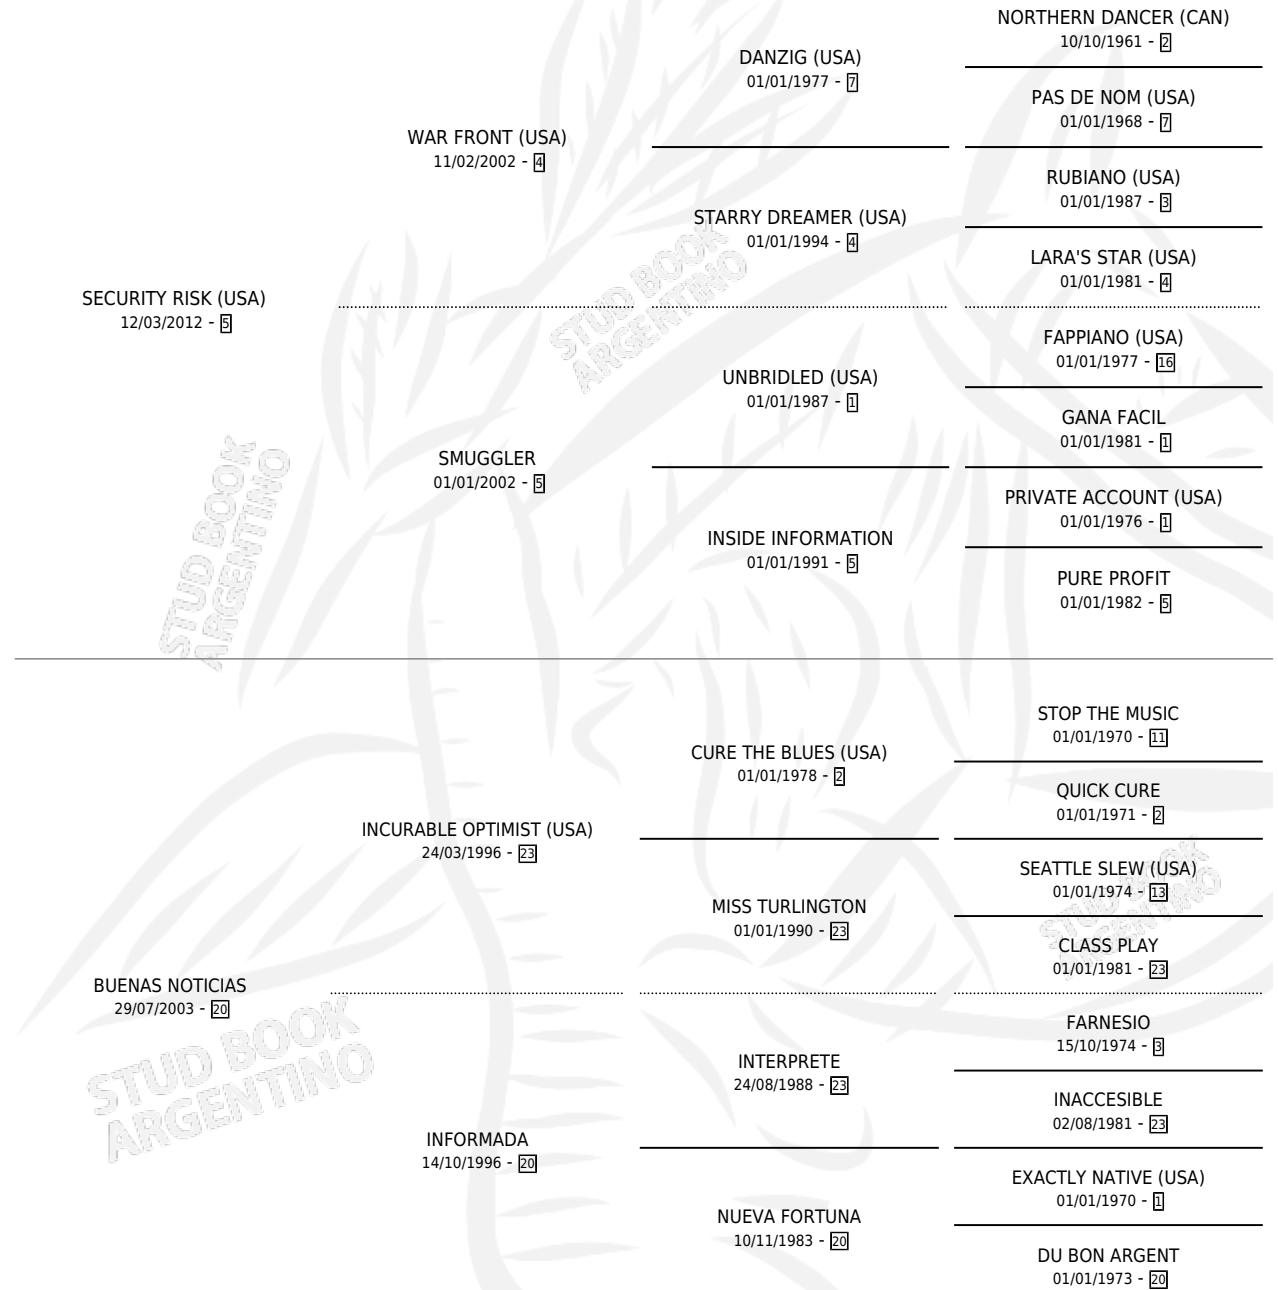 NORTHERN DANCER (CAN)
10/10/1961 - 2
DANZIG (USA)
01/01/1977 - 7
PAS DE NOM (USA)
01/01/1968 - 7
WAR FRONT (USA)
11/02/2002 - 4
RUBIANO (USA)
01/01/1987 - 3
STARRY DREAMER (USA)
01/01/1994 - 4
LARA'S STAR (USA)
01/01/1981 - 4
SECURITY RISK (USA)
12/03/2012 - 5
FAPPIANO (USA)
01/01/1977 - 16
UNBRIDLED (USA)
01/01/1987 - 1
GANA FACIL
01/01/1981 - 1
SMUGGLER
01/01/2002 - 5
PRIVATE ACCOUNT (USA)
01/01/1976 - 1
INSIDE INFORMATION
01/01/1991 - 5
PURE PROFIT
01/01/1982 - 5
STUD BOOK
ARGENTINO
STUD BOOK
ARGENTINO
STOP THE MUSIC
01/01/1970 - 11
CURE THE BLUES (USA)
01/01/1978 - 2
QUICK CURE
01/01/1971 - 2
INCURABLE OPTIMIST (USA)
24/03/1996 - 23
SEATTLE SLEW (USA)
01/01/1974 - 13
MISS TURLINGTON
01/01/1990 - 23
CLASS PLAY
01/01/1981 - 23
BUENAS NOTICIAS
29/07/2003 - 20
FARNESIO
15/10/1974 - 3
INTERPRETE
24/08/1988 - 23
INACCESIBLE
02/08/1981 - 23
INFORMADA
14/10/1996 - 20
EXACTLY NATIVE (USA)
01/01/1970 - 1
NUEVA FORTUNA
10/11/1983 - 20
DU BON ARGENT
01/01/1973 - 20
STUD BOOK
ARGENTINO
STUD BOOK
ARGENTINO